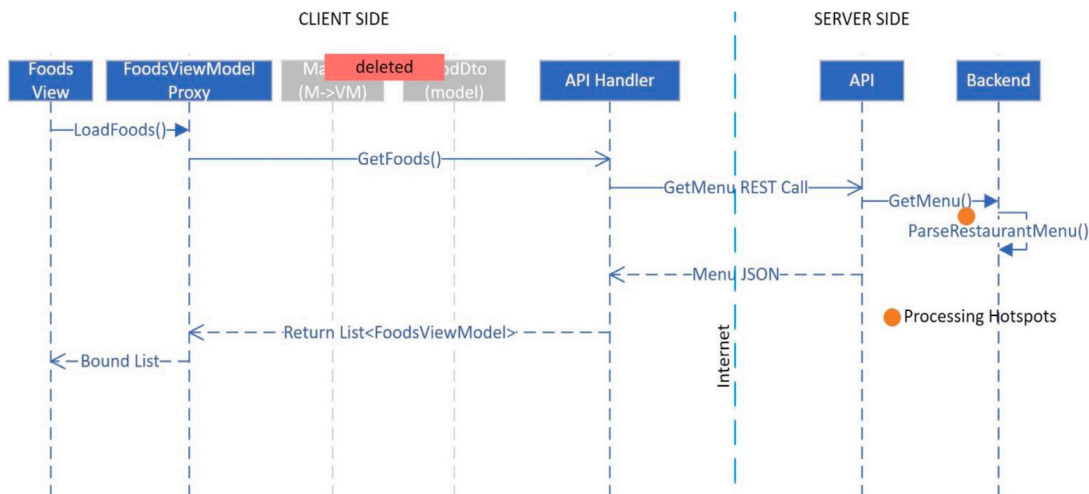 CLIENT SIDE
SERVER SIDE
Foods
View
FoodsViewModel
Proxy
deleted
(M->VM)
(model)
API Handler
API
Backend
LoadFoods()
GetFoods()
GetMenu REST Call
GetMenu()
ParseRestaurantMenu()
Menu JSON
Processing Hotspots
Return List<FoodsViewModel>
Internet
Bound List